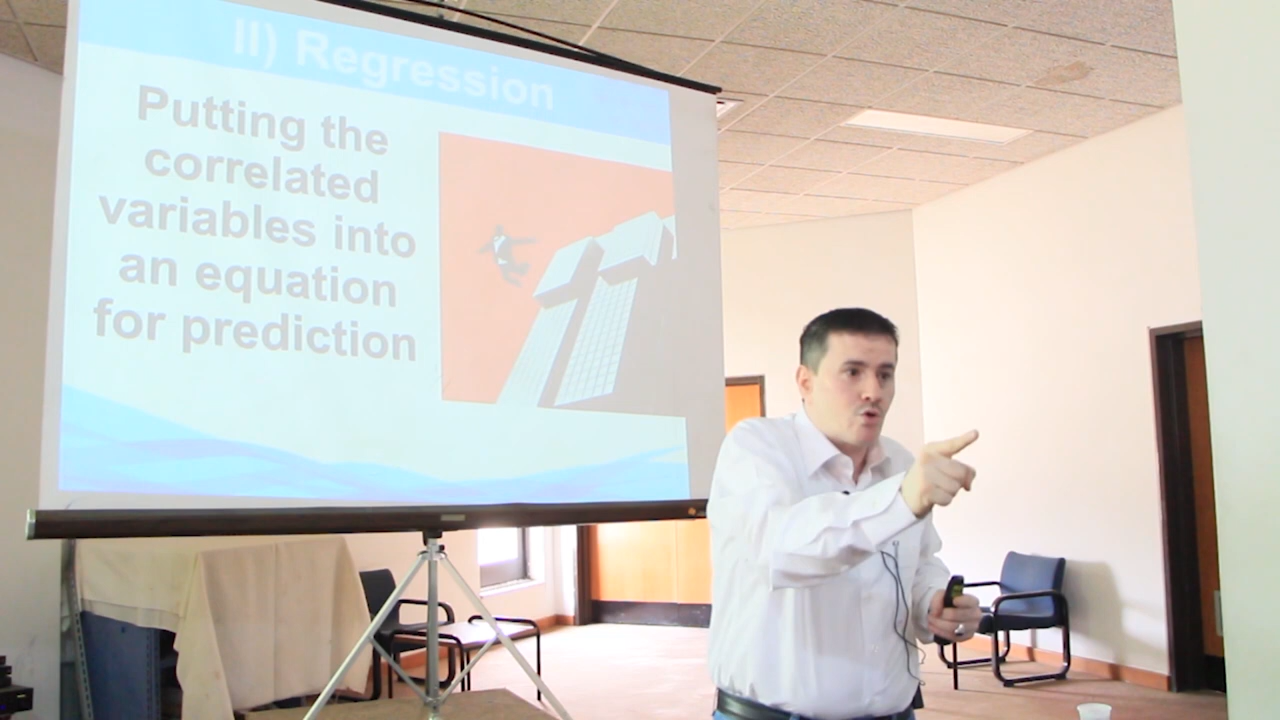 II) Regression
Putting the
correlated
variables into
an equation
for prediction